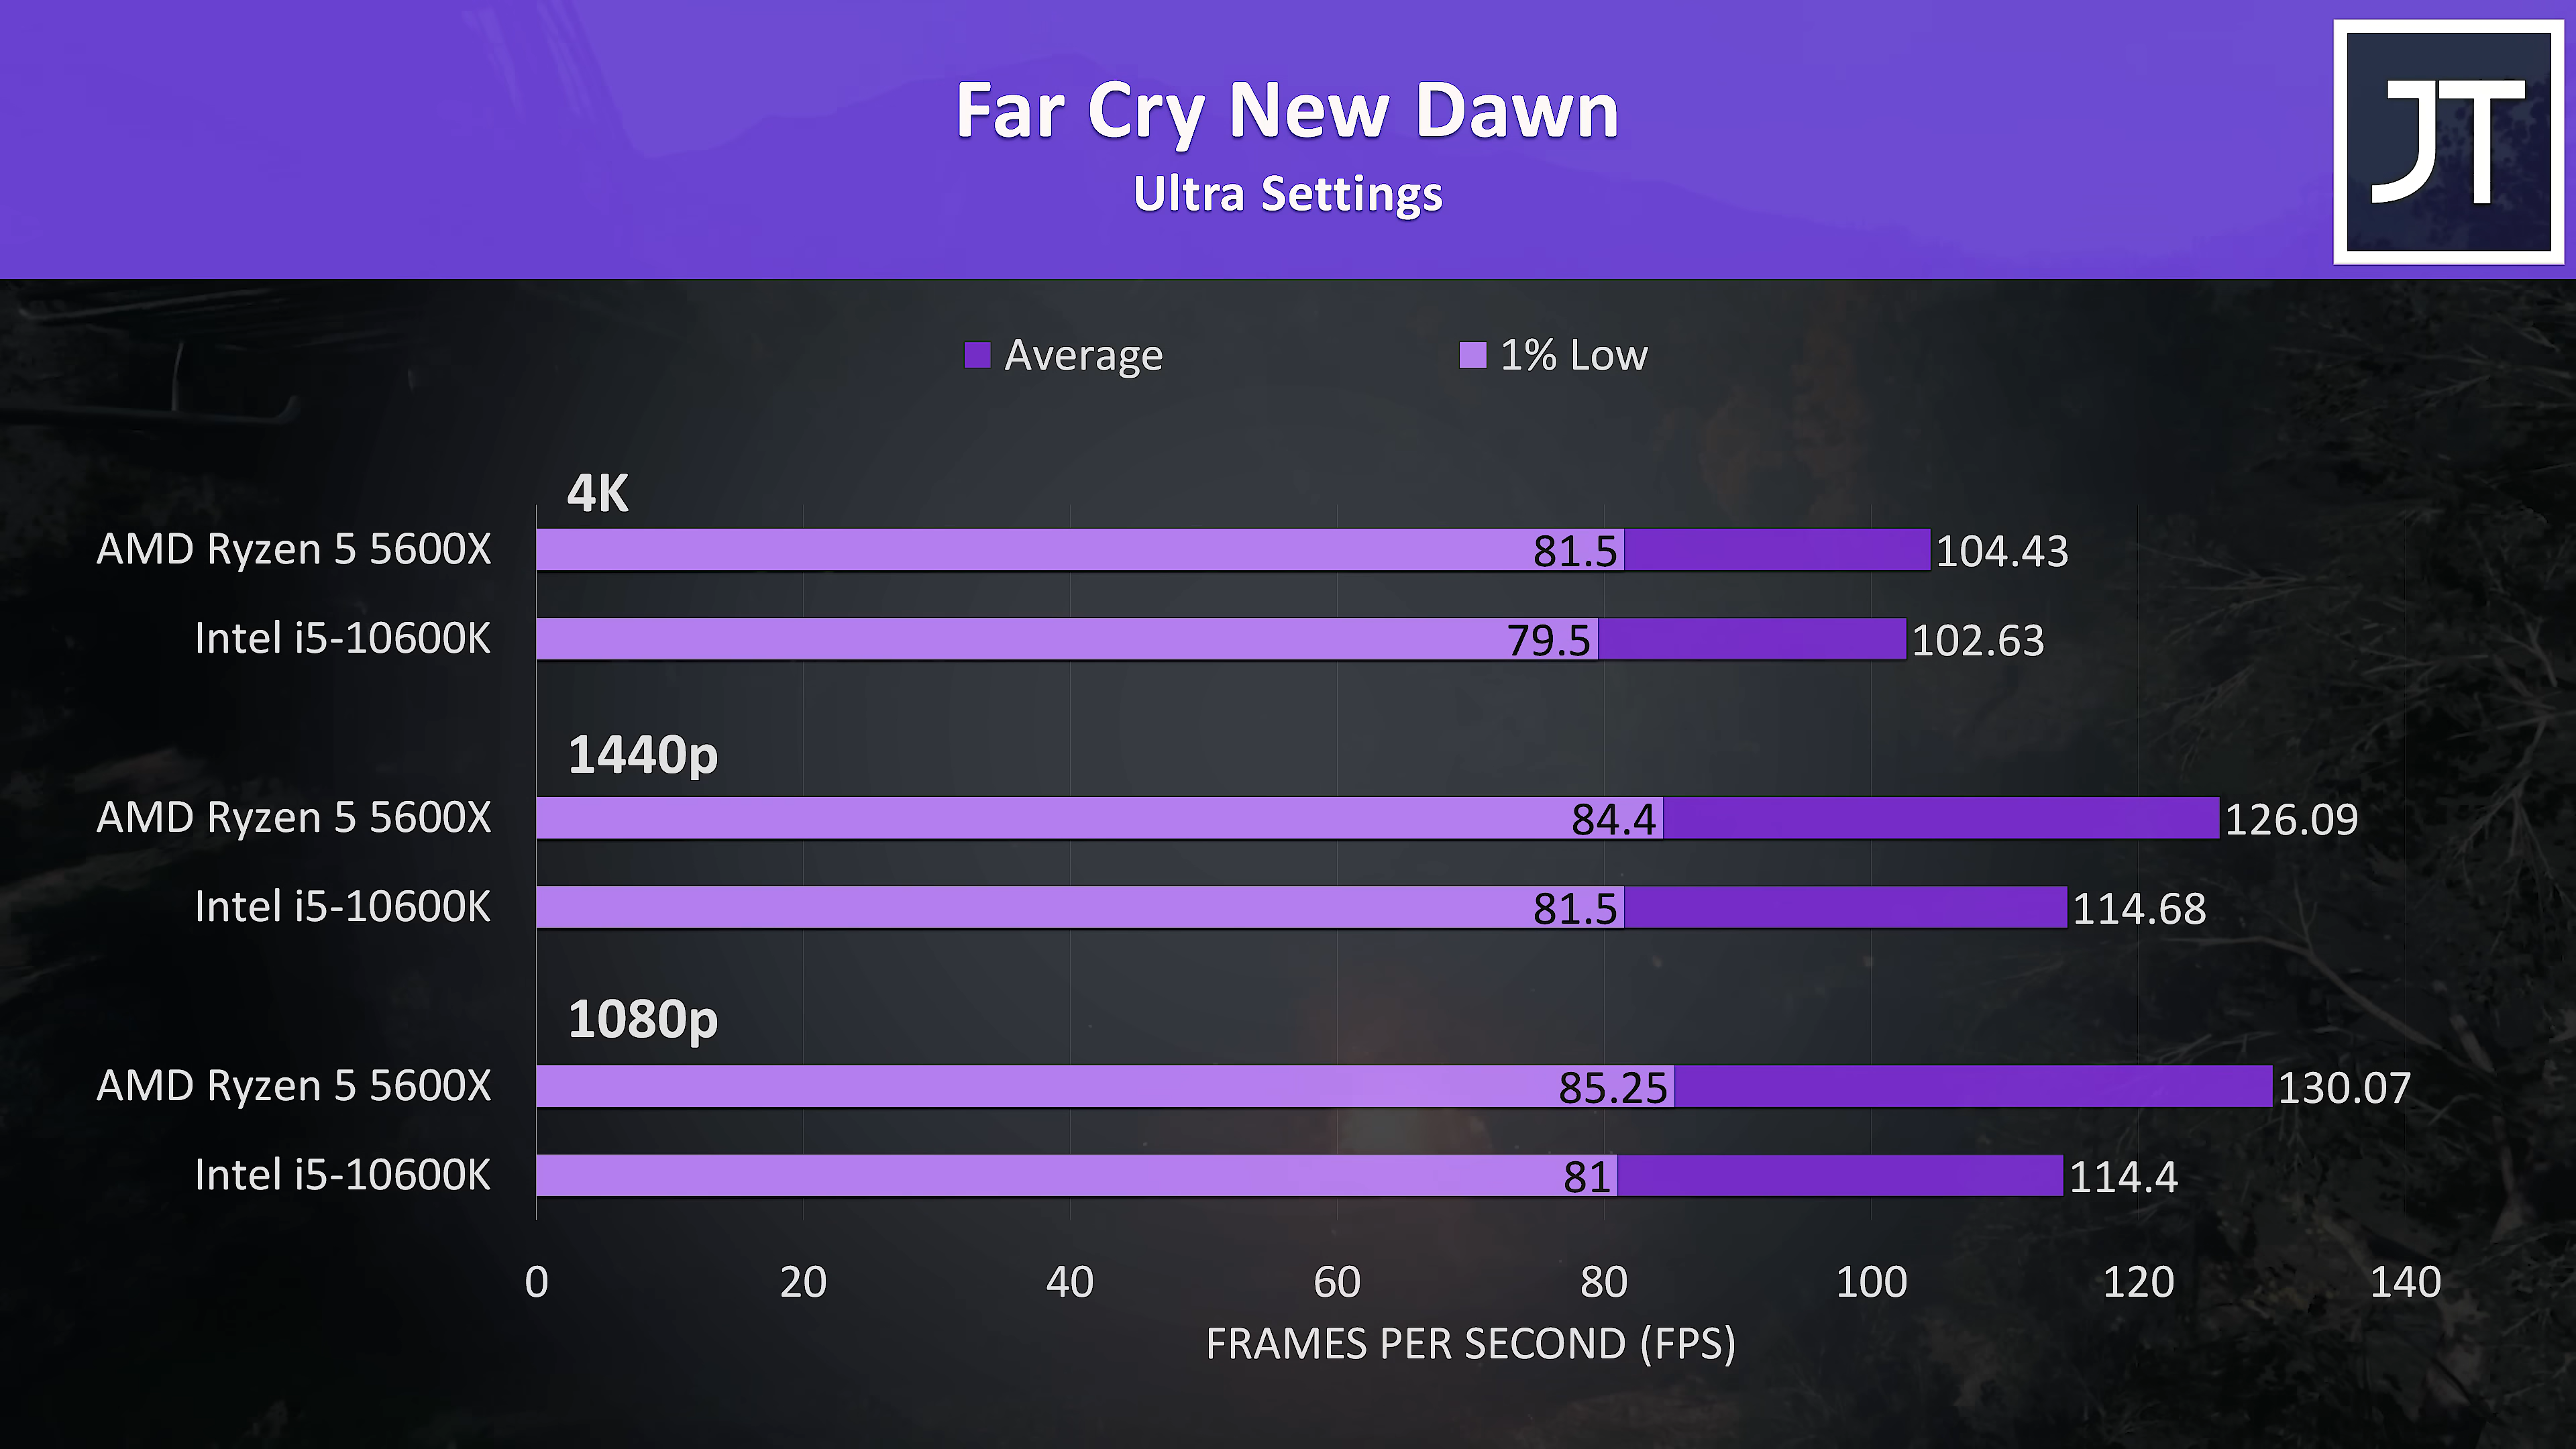 Far Cry New Dawn
Ultra Settings
JT
Average
1% Low
4K
AMD Ryzen 5 5600X 81.5 104.43
Intel i5-10600K 79.5 102.63
1440p
AMD Ryzen 5 5600X 84.4 126.09
Intel i5-10600K 81.5 114.68
1080p
AMD Ryzen 5 5600X 85.25 130.07
Intel i5-10600K 81 114.4
0 20 40 60 80 100 120 140
FRAMES PER SECOND (FPS)